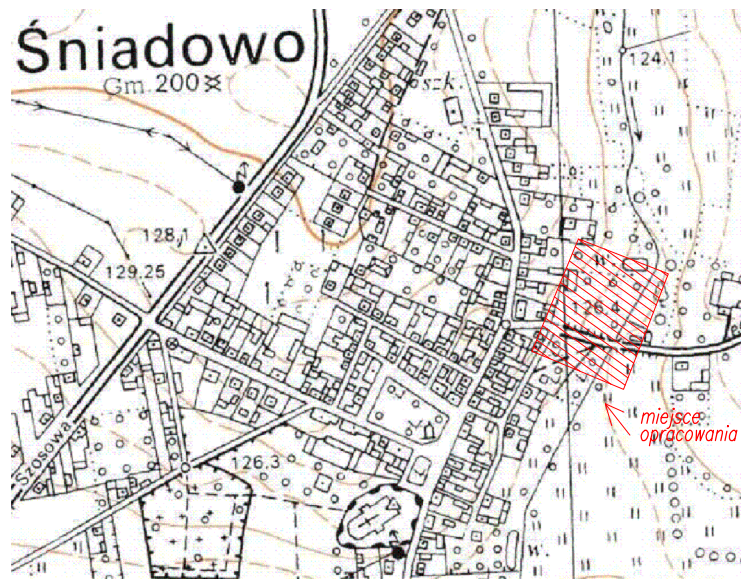 Śniadowo
Gm. 200
szk.
124,1
128,1
129.25
126.4
miejsce
opracowania
Szosowa
126.3
W.
W.